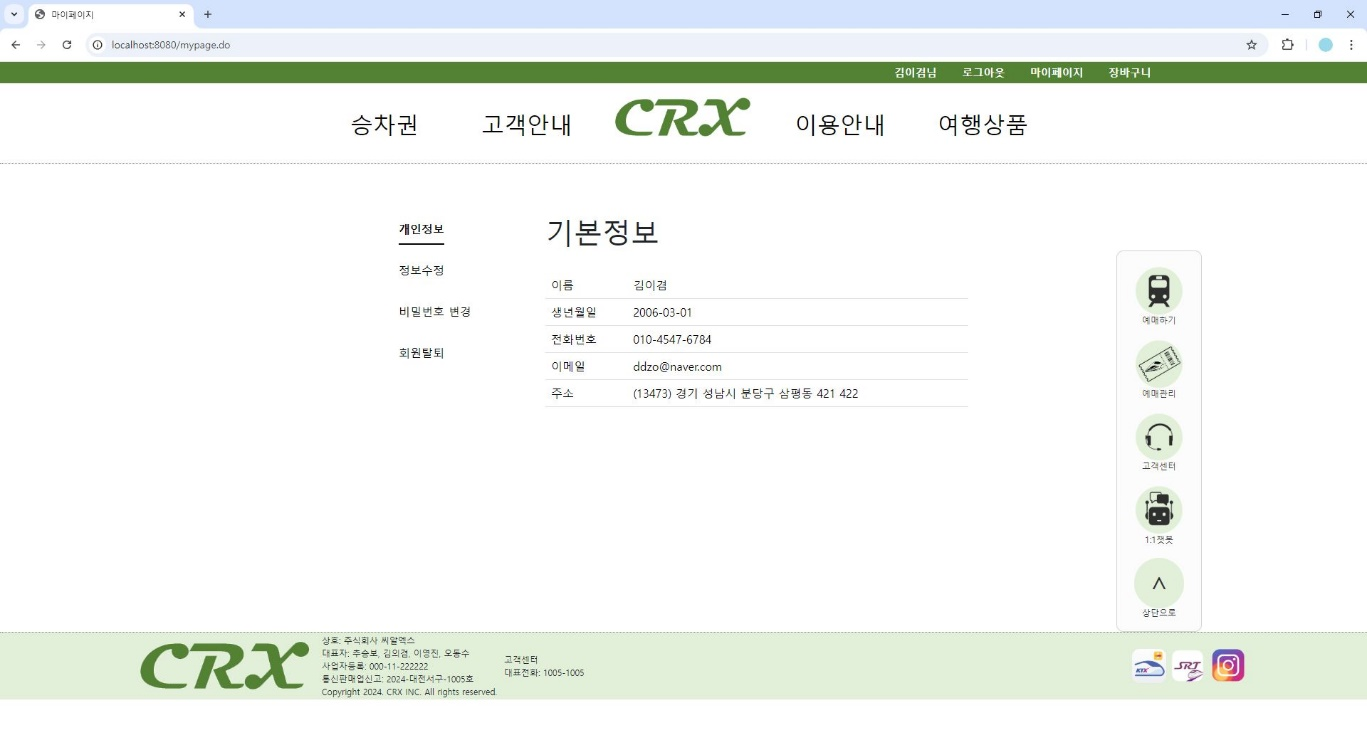 마이페이지
localhost:8080/mypage.do
김이겸님 로그아웃 마이페이지 장바구니
승차권 고객안내 CRX 이용안내 여행상품
개인정보
정보수정
비밀번호 변경
회원탈퇴
기본정보
이름 김이겸
생년월일 2006-03-01
전화번호 010-4547-6784
이메일 ddzo@naver.com
주소 (13473) 경기 성남시 분당구 삼평동 421 422
예매하기
예매관리
고객센터
1:1챗봇
상단으로
CRX
상호: 주식회사 씨알엑스
대표자: 주승보, 김의겸, 이영진, 오동수
사업자등록: 000-11-222222
통신판매업신고: 2024-대전서구-1005호
Copyright 2024. CRX INC. All rights reserved.
고객센터
대표전화: 1005-1005
KTX
SRT